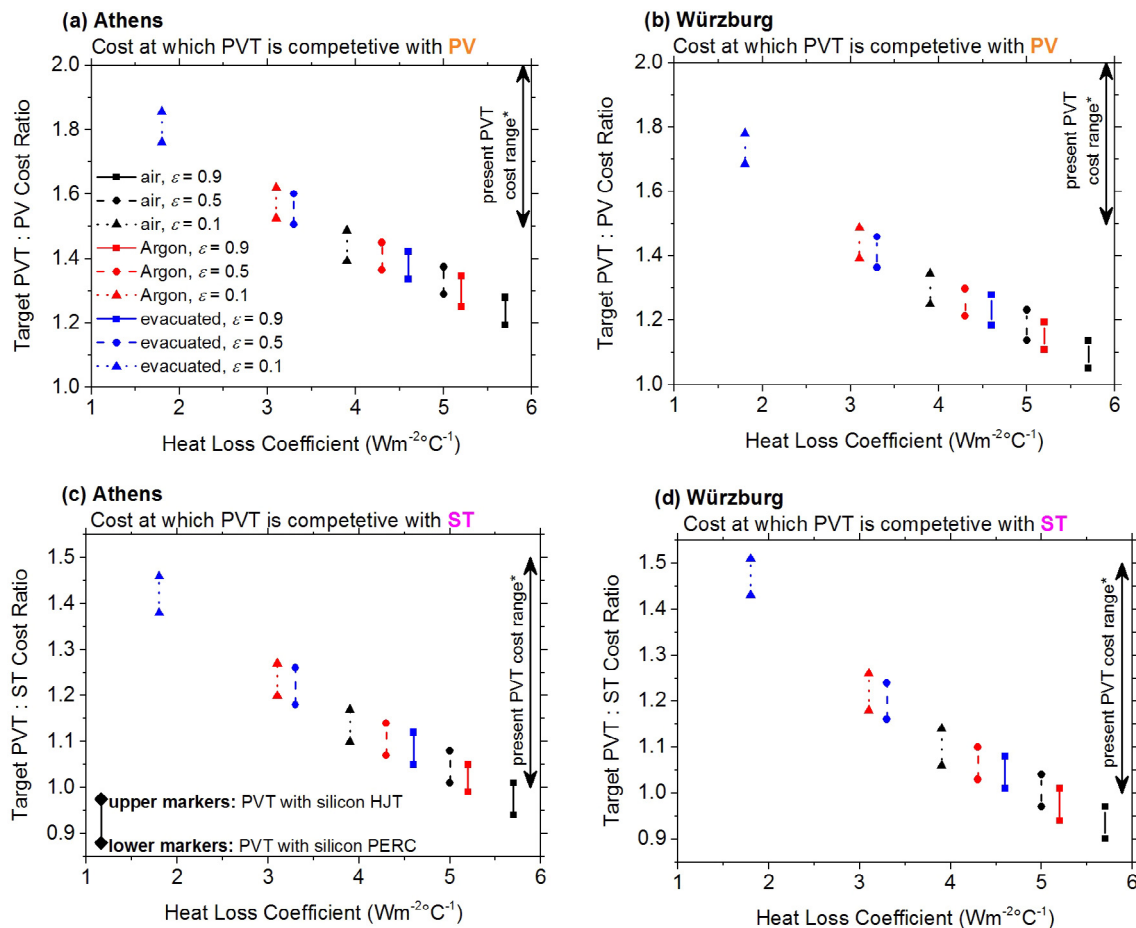 (a) Athens
Cost at which PVT is competetive with PV
2.0
1.8
1.6
1.4
1.2
1.0
Target PVT : PV Cost Ratio
present PVT
cost range*
air, ε = 0.9
air, ε = 0.5
air, ε = 0.1
Argon, ε = 0.9
Argon, ε = 0.5
Argon, ε = 0.1
evacuated, ε = 0.9
evacuated, ε = 0.5
evacuated, ε = 0.1
1 2 3 4 5 6
Heat Loss Coefficient (Wm⁻²°C⁻¹)
(b) Würzburg
Cost at which PVT is competetive with PV
2.0
1.8
1.6
1.4
1.2
1.0
Target PVT : PV Cost Ratio
present PVT
cost range*
1 2 3 4 5 6
Heat Loss Coefficient (Wm⁻²°C⁻¹)
(c) Athens
Cost at which PVT is competetive with ST
1.5
1.4
1.3
1.2
1.1
1.0
0.9
Target PVT : ST Cost Ratio
present PVT cost range*
upper markers: PVT with silicon HJT
lower markers: PVT with silicon PERC
1 2 3 4 5 6
Heat Loss Coefficient (Wm⁻²°C⁻¹)
(d) Würzburg
Cost at which PVT is competetive with ST
1.5
1.4
1.3
1.2
1.1
1.0
0.9
Target PVT : ST Cost Ratio
present PVT cost range*
1 2 3 4 5 6
Heat Loss Coefficient (Wm⁻²°C⁻¹)